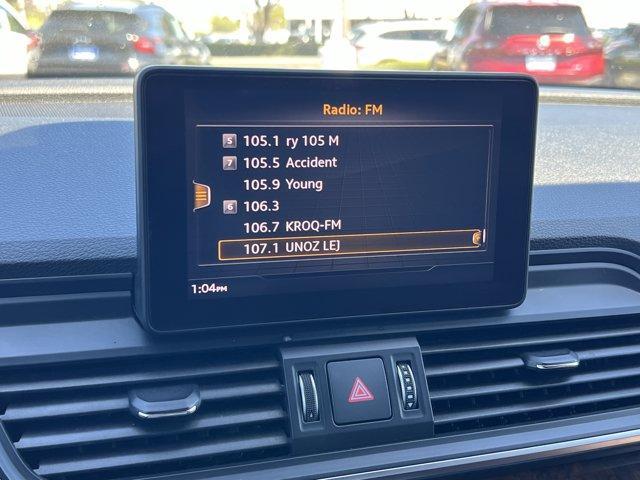 Radio: FM
5 105.1 ry 105 M
7 105.5 Accident
105.9 Young
6 106.3
106.7 KROQ-FM
107.1 UNOZ LEJ
1:04PM